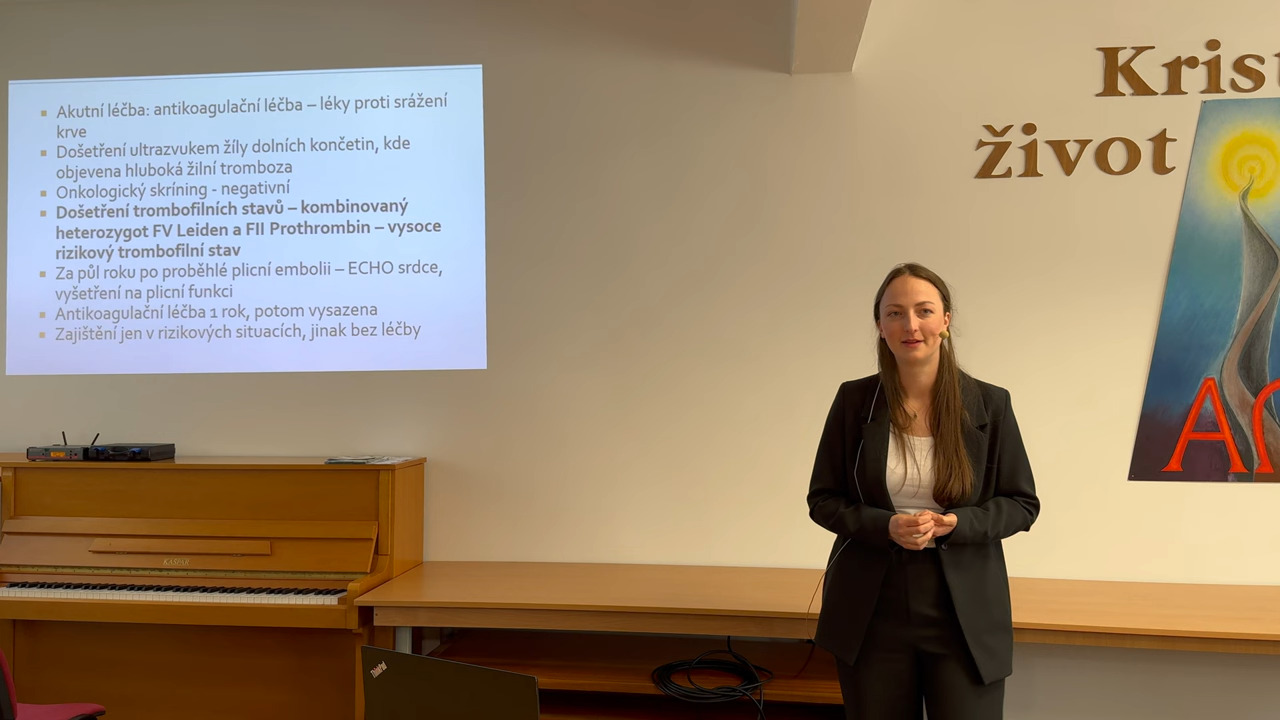 Akutní léčba: antikoagulační léčba – léky proti srážení
krve
Došetření ultrazvukem žíly dolních končetin, kde
objevena hluboká žilní tromboza
Onkologický skríning - negativní
Došetření trombofilních stavů – kombinovaný
heterozygot FV Leiden a FII Prothrombin – vysoce
rizikový trombofilní stav
Za půl roku po proběhlé plicní embolii – ECHO srdce,
vyšetření na plicní funkci
Antikoagulační léčba 1 rok, potom vysazena
Zajištění jen v rizikových situacích, jinak bez léčby
Krist
život
ΑΩ
KASPAR
ThinkPad